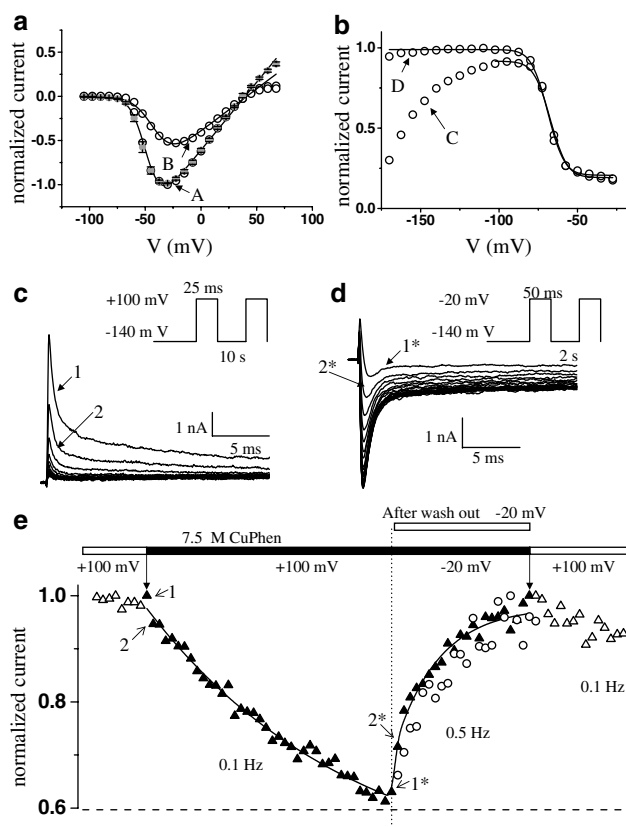 a
normalized current
0.5
0.0
-0.5
-1.0
B
A
-100 -50 0 50 100
V (mV)
b
normalized current
1.0
0.5
0.0
D
C
-150 -100 -50
V (mV)
c
25 ms
+100 mV
-140 m V
10 s
1
2
1 nA
5 ms
d
-20 mV
50 ms
-140 mV
2 s
1*
2*
1 nA
5 ms
e
After wash out -20 mV
7.5 M CuPhen
+100 mV +100 mV -20 mV +100 mV
normalized current
1.0
0.8
0.6
1
2
0.1 Hz
2*
1*
0.5 Hz
0.1 Hz